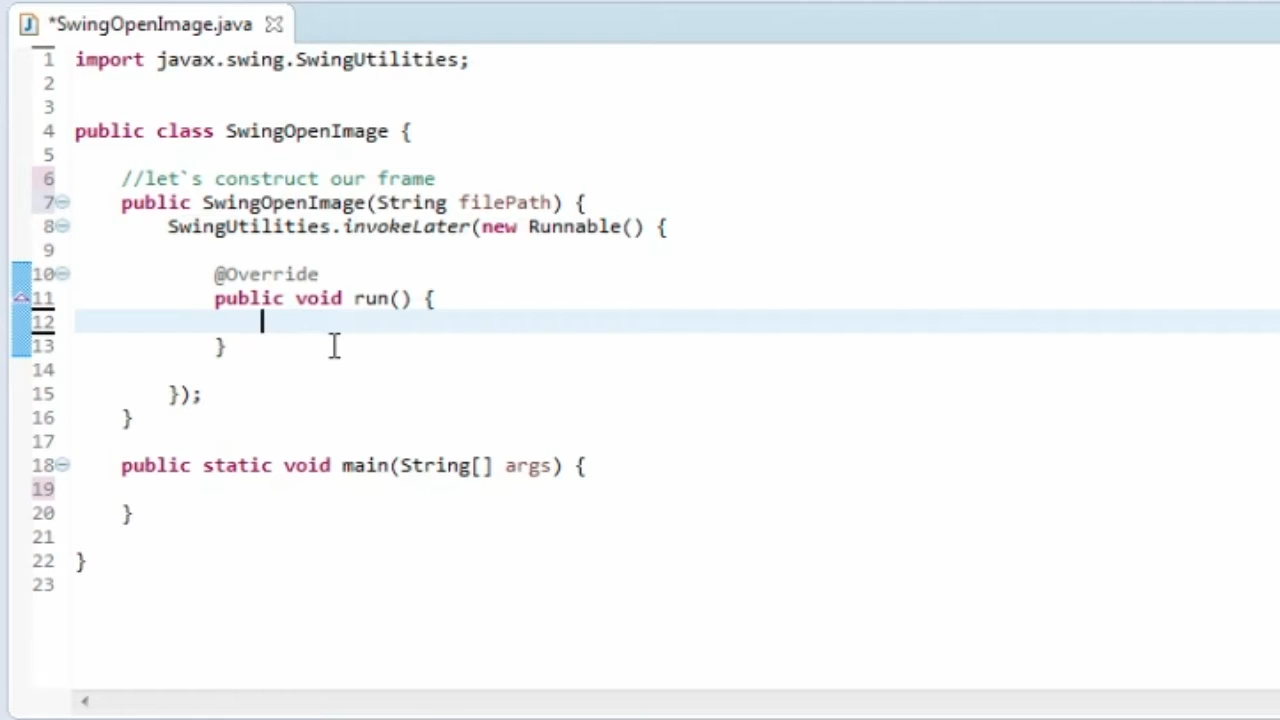 *SwingOpenImage.java
1 import javax.swing.SwingUtilities;
2
3
4 public class SwingOpenImage {
5
6 //let`s construct our frame
7 public SwingOpenImage(String filePath) {
8 SwingUtilities.invokeLater(new Runnable() {
9
10 @Override
11 public void run() {
12
13 }
14
15 });
16 }
17
18 public static void main(String[] args) {
19
20 }
21
22 }
23